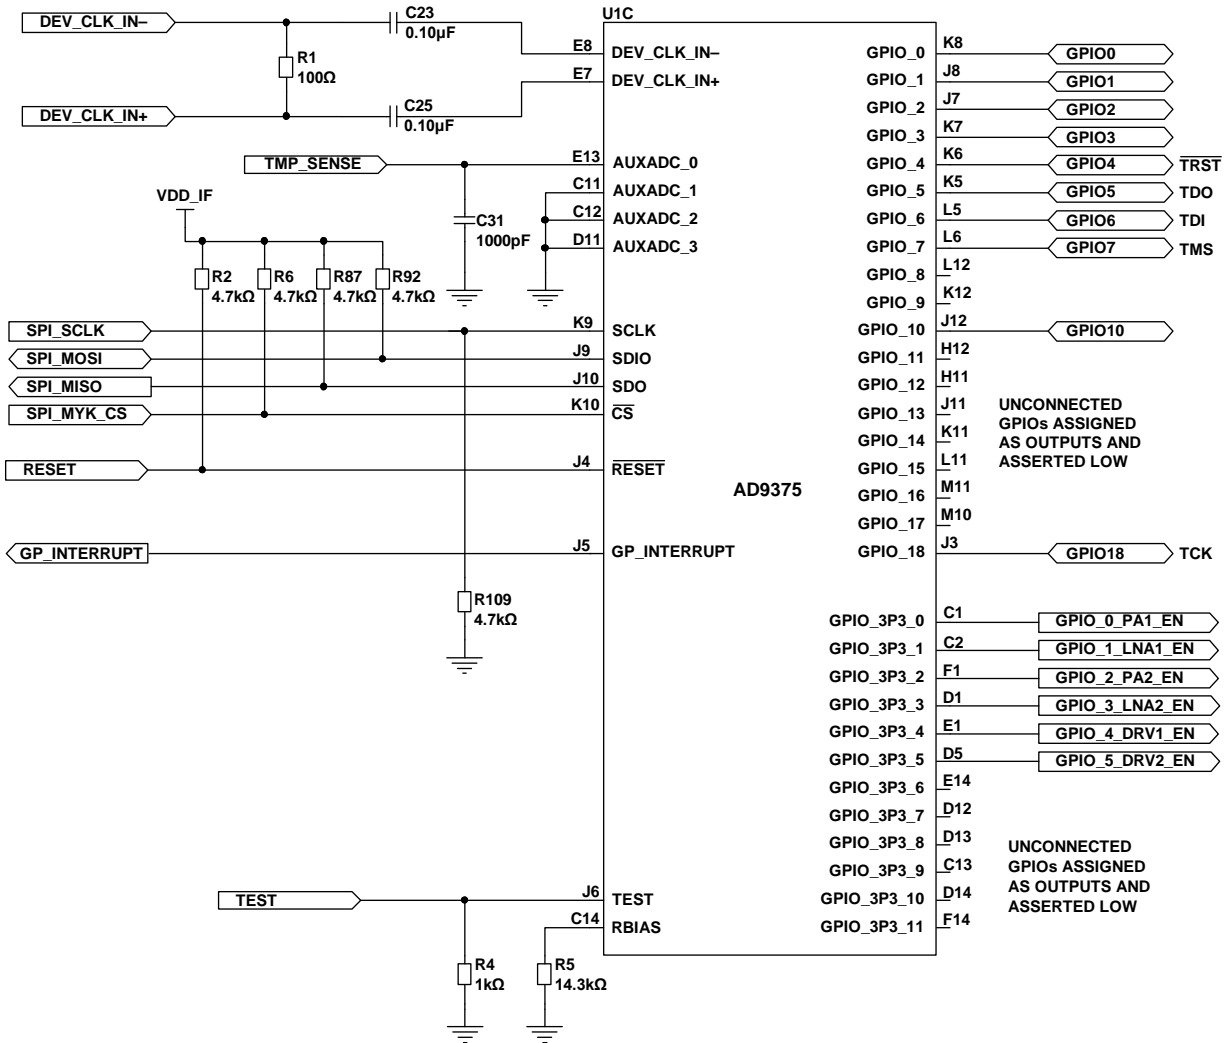 U1C
DEV_CLK_IN–
C23
0.10µF
R1
100Ω
DEV_CLK_IN+
C25
0.10µF
E8 DEV_CLK_IN–
E7 DEV_CLK_IN+
TMP_SENSE
E13 AUXADC_0
C11 AUXADC_1
C12 AUXADC_2
D11 AUXADC_3
C31
1000pF
VDD_IF
R2
4.7kΩ
R6
4.7kΩ
R87
4.7kΩ
R92
4.7kΩ
SPI_SCLK
K9 SCLK
SPI_MOSI
J9 SDIO
SPI_MISO
J10 SDO
SPI_MYK_CS
K10 CS
RESET
J4 RESET
GP_INTERRUPT
J5 GP_INTERRUPT
R109
4.7kΩ
TEST
J6 TEST
C14 RBIAS
R4
1kΩ
R5
14.3kΩ
AD9375
GPIO_0 K8 GPIO0
GPIO_1 J8 GPIO1
GPIO_2 J7 GPIO2
GPIO_3 K7 GPIO3
GPIO_4 K6 GPIO4 TRST
GPIO_5 K5 GPIO5 TDO
GPIO_6 L5 GPIO6 TDI
GPIO_7 L6 GPIO7 TMS
GPIO_8 L12
GPIO_9 K12
GPIO_10 J12 GPIO10
GPIO_11 H12
GPIO_12 H11
GPIO_13 J11
GPIO_14 K11
GPIO_15 L11
GPIO_16 M11
GPIO_17 M10
GPIO_18 J3 GPIO18 TCK
UNCONNECTED
GPIOs ASSIGNED
AS OUTPUTS AND
ASSERTED LOW
GPIO_3P3_0 C1 GPIO_0_PA1_EN
GPIO_3P3_1 C2 GPIO_1_LNA1_EN
GPIO_3P3_2 F1 GPIO_2_PA2_EN
GPIO_3P3_3 D1 GPIO_3_LNA2_EN
GPIO_3P3_4 E1 GPIO_4_DRV1_EN
GPIO_3P3_5 D5 GPIO_5_DRV2_EN
GPIO_3P3_6 E14
GPIO_3P3_7 D12
GPIO_3P3_8 D13
GPIO_3P3_9 C13
GPIO_3P3_10 D14
GPIO_3P3_11 F14
UNCONNECTED
GPIOs ASSIGNED
AS OUTPUTS AND
ASSERTED LOW